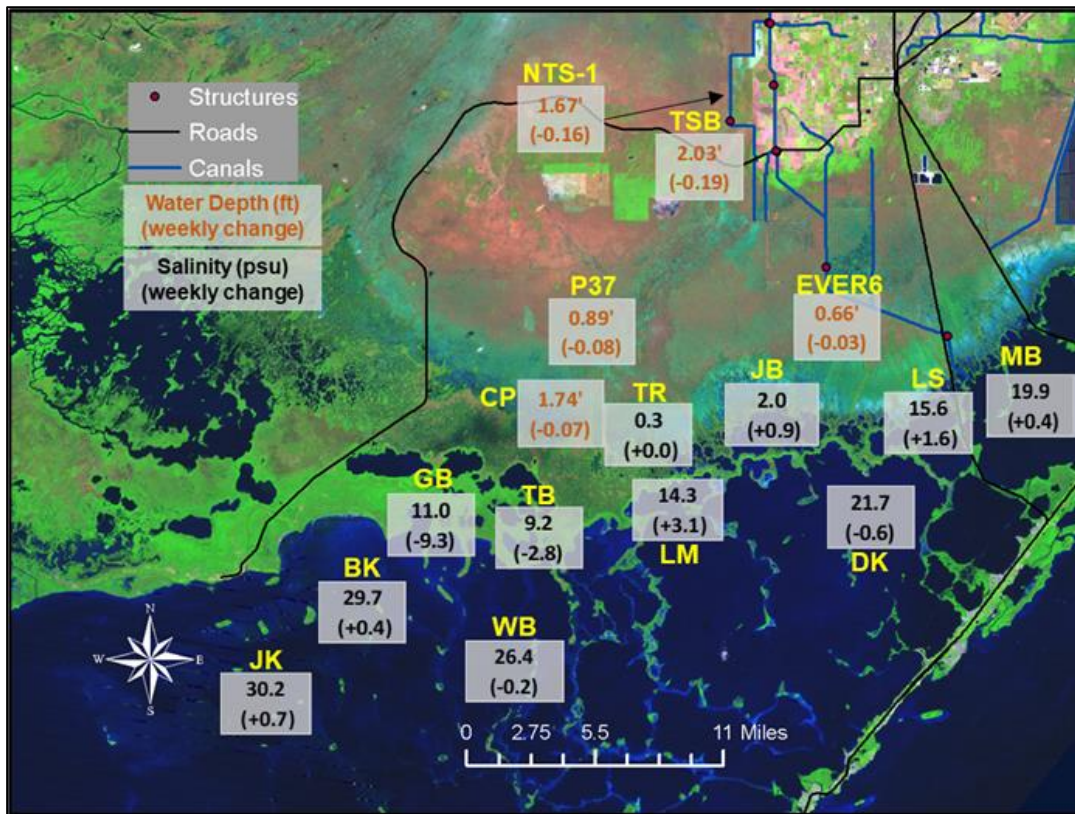 Structures
Roads
Canals
Water Depth (ft)
(weekly change)
Salinity (psu)
(weekly change)
NTS-1
1.67'
(-0.16)
TSB
2.03'
(-0.19)
P37
0.89'
(-0.08)
EVER6
0.66'
(-0.03)
CP
1.74'
(-0.07)
TR
0.3
(+0.0)
JB
2.0
(+0.9)
LS
15.6
(+1.6)
MB
19.9
(+0.4)
GB
11.0
(-9.3)
TB
9.2
(-2.8)
14.3
(+3.1)
LM
21.7
(-0.6)
DK
BK
29.7
(+0.4)
WB
26.4
(-0.2)
JK
30.2
(+0.7)
N
W
E
S
0 2.75 5.5 11 Miles